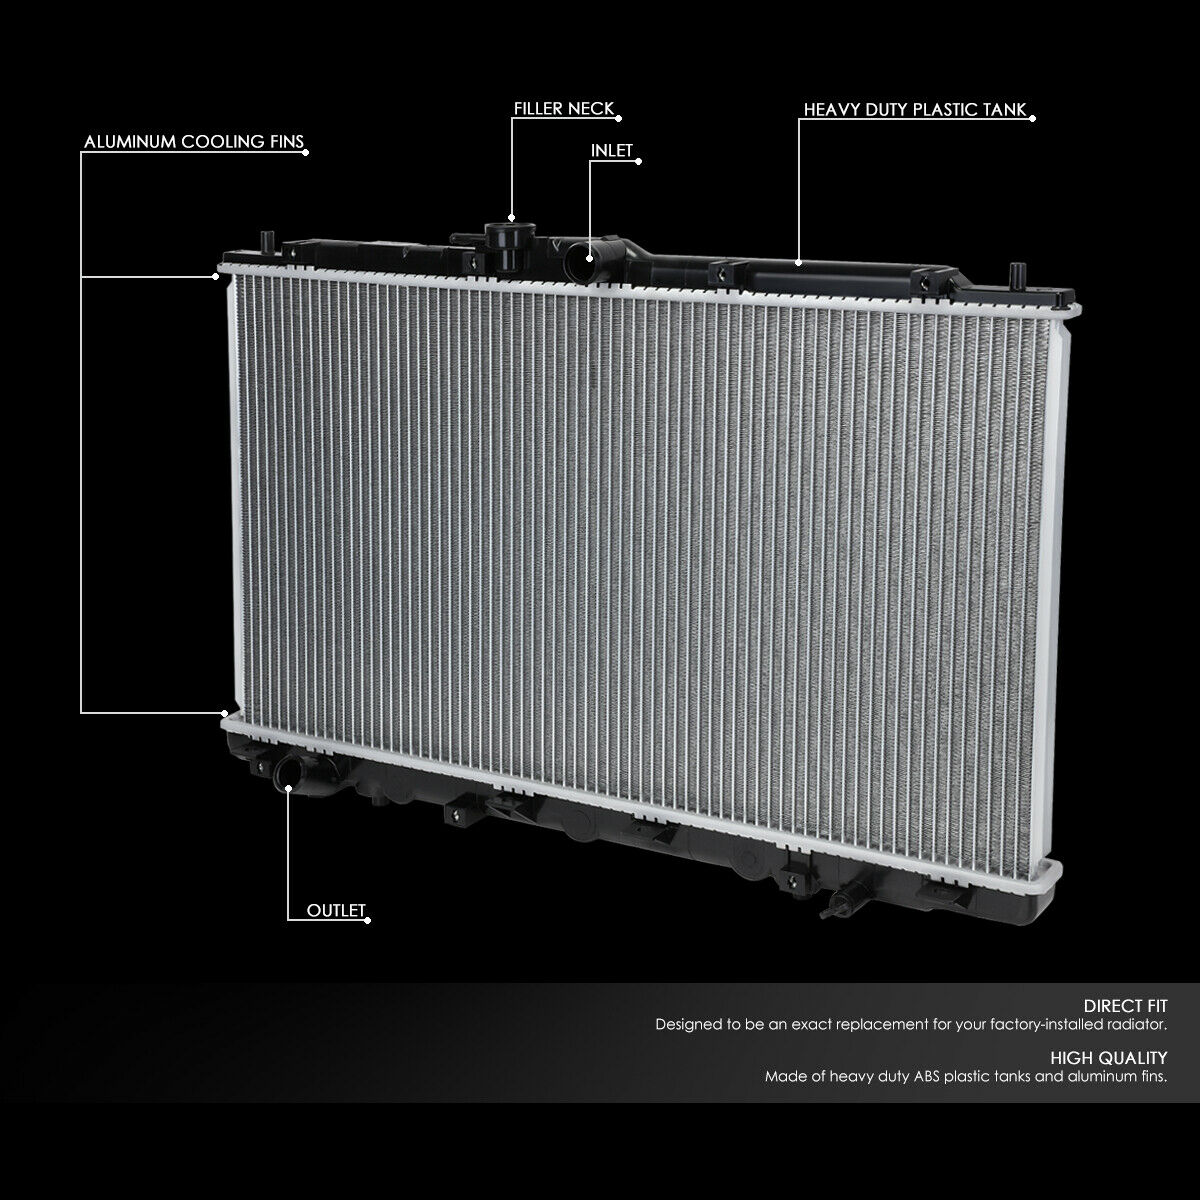 FILLER NECK
HEAVY DUTY PLASTIC TANK
ALUMINUM COOLING FINS
INLET
OUTLET
DIRECT FIT
Designed to be an exact replacement for your factory-installed radiator.
HIGH QUALITY
Made of heavy duty ABS plastic tanks and aluminum fins.